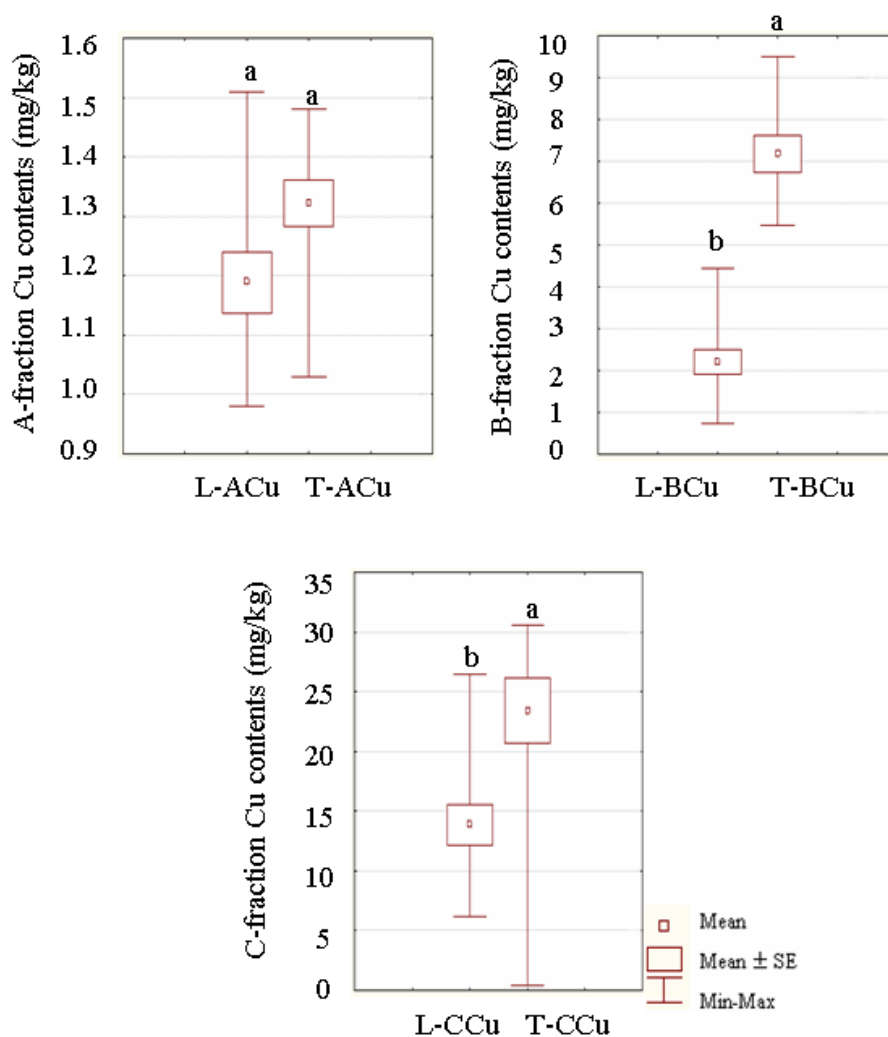 A-fraction Cu contents (mg/kg)
1.6
1.5
1.4
1.3
1.2
1.1
1.0
0.9
a
a
L-ACu T-ACu
B-fraction Cu contents (mg/kg)
10
9
8
7
6
5
4
3
2
1
0
a
b
L-BCu T-BCu
C-fraction Cu contents (mg/kg)
35
30
25
20
15
10
5
0
b
a
L-CCu T-CCu
Mean
Mean ± SE
Min-Max